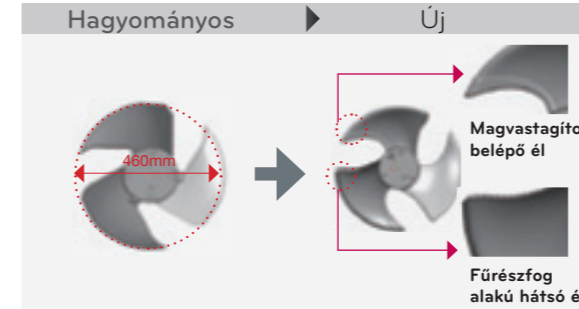 Hagyományos
Új
460mm
Magvastagíto
belépő él
Fűrészfog
alakú hátsó é